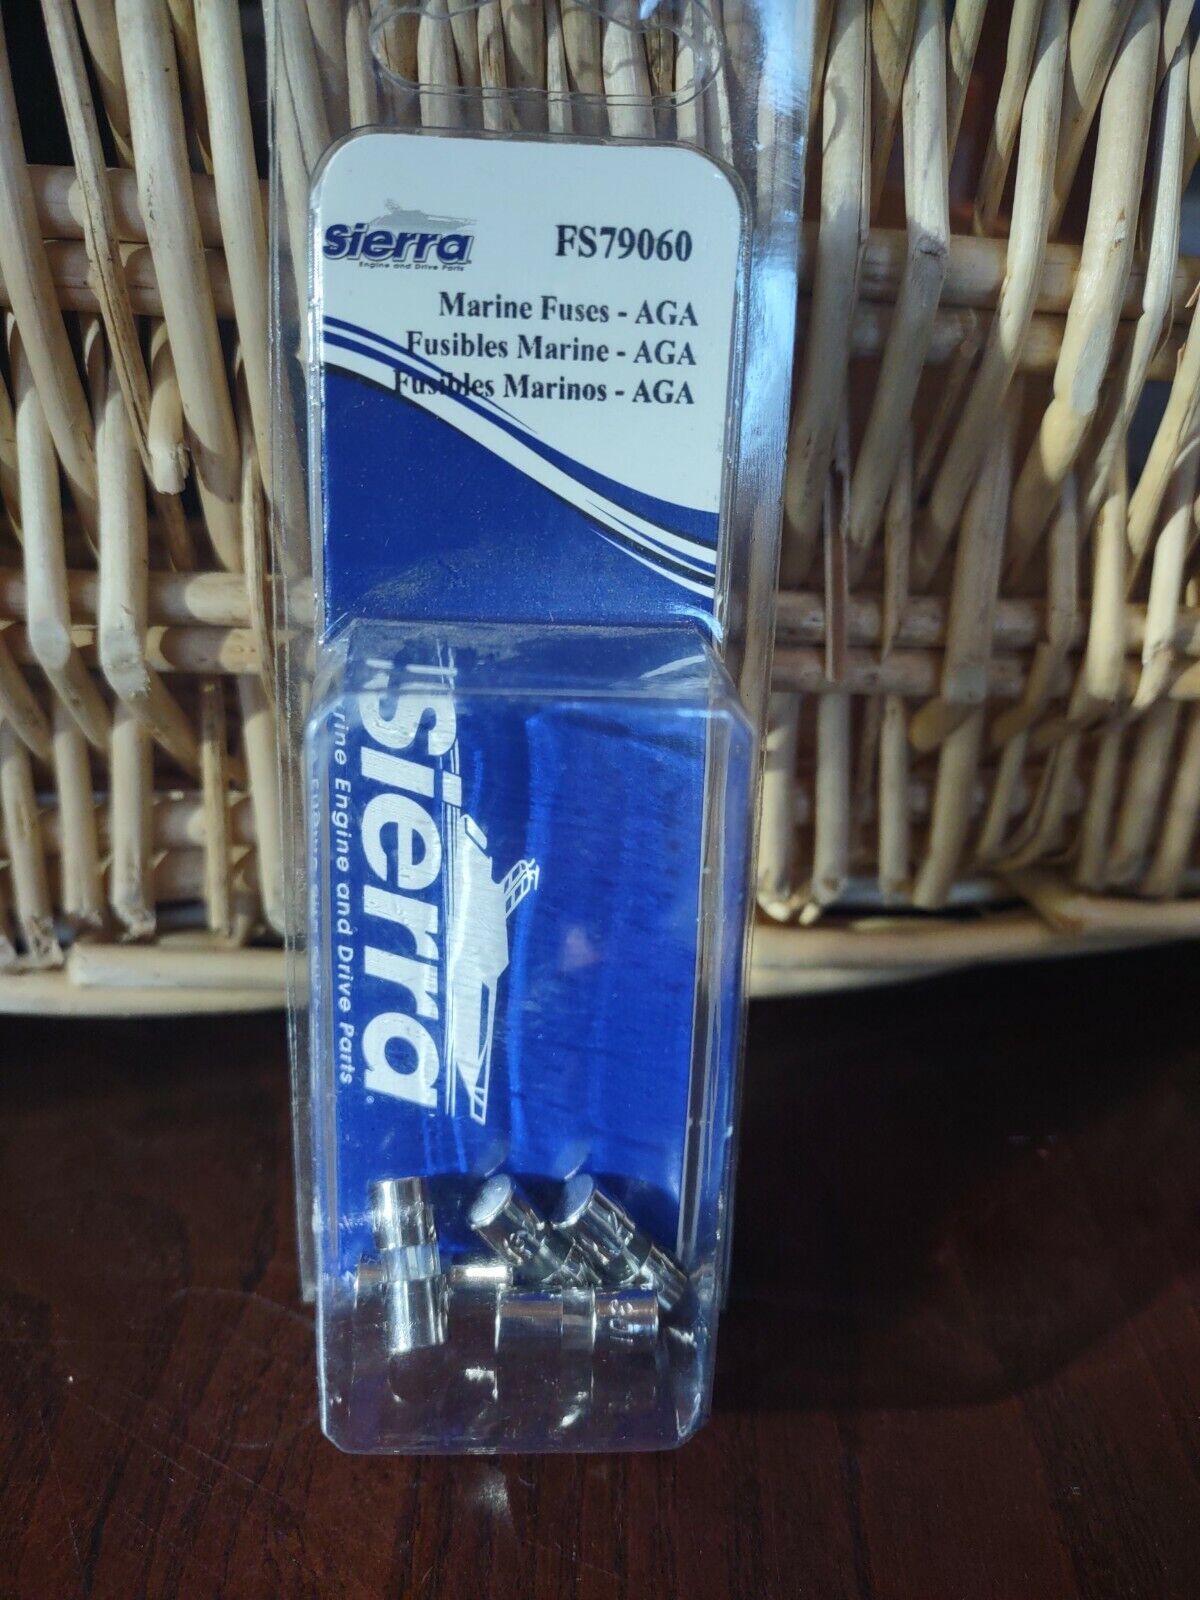 Sierra
Engine and Drive Parts
FS79060
Marine Fuses - AGA
Fusibles Marine - AGA
Fusibles Marinos - AGA
Sierra
Engine and Drive Parts